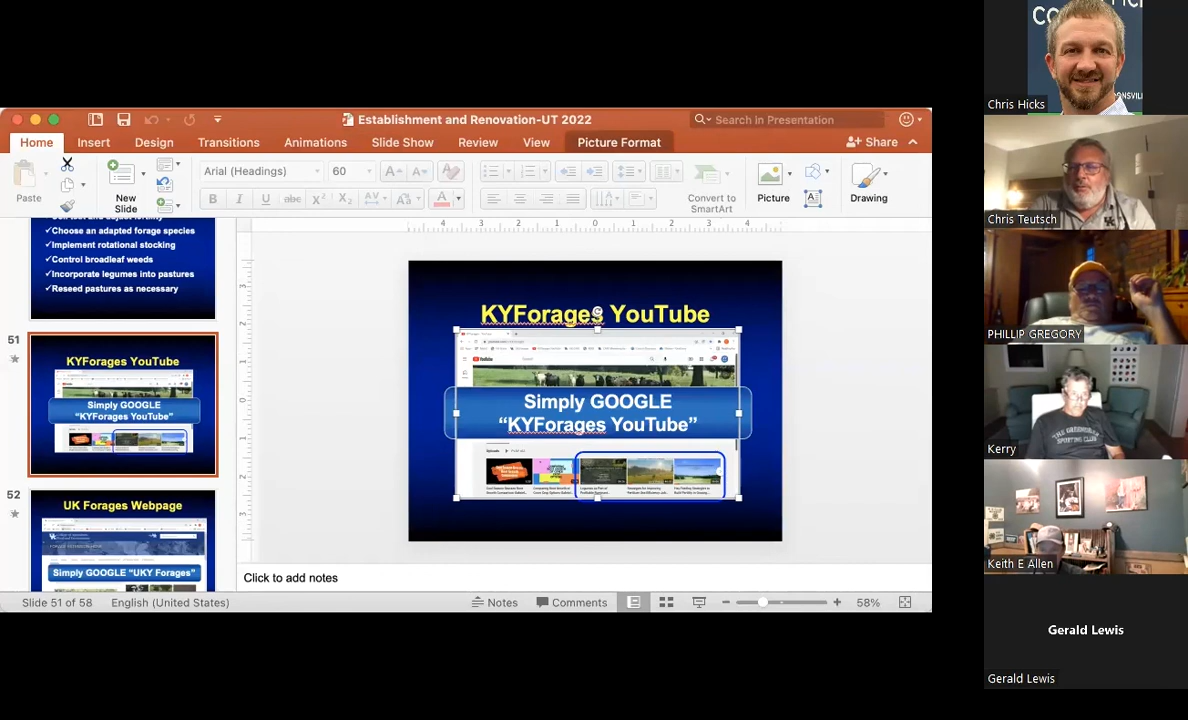 Establishment and Renovation-UT 2022
Search in Presentation
Home
Insert
Design
Transitions
Animations
Slide Show
Review
View
Picture Format
Share
Paste
New
Slide
Arial (Headings)
60
Convert to
SmartArt
Picture
Drawing
✓Choose an adapted forage species
✓Implement rotational stocking
✓Control broadleaf weeds
✓Incorporate legumes into pastures
✓Reseed pastures as necessary
51
KYForages YouTube
Simply GOOGLE
“KYForages YouTube”
52
UK Forages Webpage
Simply GOOGLE “UKY Forages”
KYForages YouTube
YouTube
Simply GOOGLE
“KYForages YouTube”
Click to add notes
Slide 51 of 58
English (United States)
Notes
Comments
58%
Chris Hicks
Chris Teutsch
PHILLIP GREGORY
Kerry
THE GREENSBORO
SPORTING CLUB
Keith E Allen
Gerald Lewis
Gerald Lewis